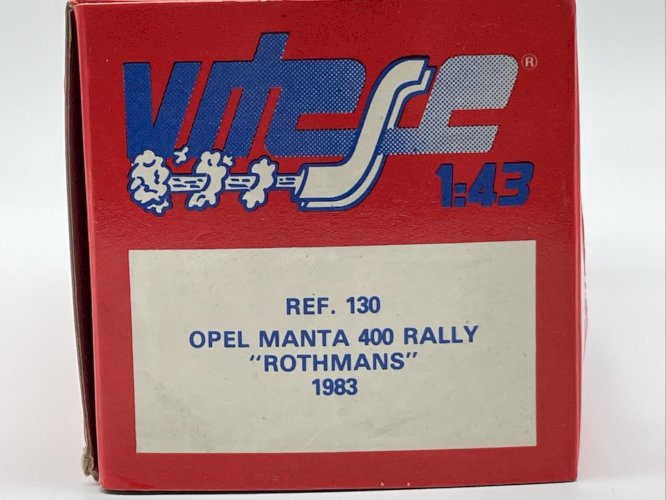 vitesse ®
1:43
REF. 130
OPEL MANTA 400 RALLY
"ROTHMANS"
1983